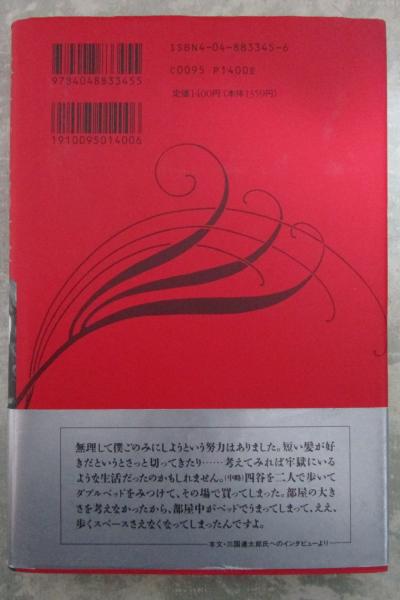 ISBN4-04-883345-6
C0095 P1400E
定価1400円(本体1359円)
9784048833455
1910095014006
無理して僕ごのみにしようという努力はありました。短い髪が好
きだというとさっと切ってきたり……考えてみれば牢獄にいる
ような生活だったのかもしれません。(中略)四谷を二人で歩いて
ダブルベッドをみつけて、その場で買ってしまった。部屋の大き
さを考えなかったから、部屋中がベッドでうまってしまって、ええ、
歩くスペースさえなくなってしまったんですよ。
本文・三国連太郎氏へのインタビューより